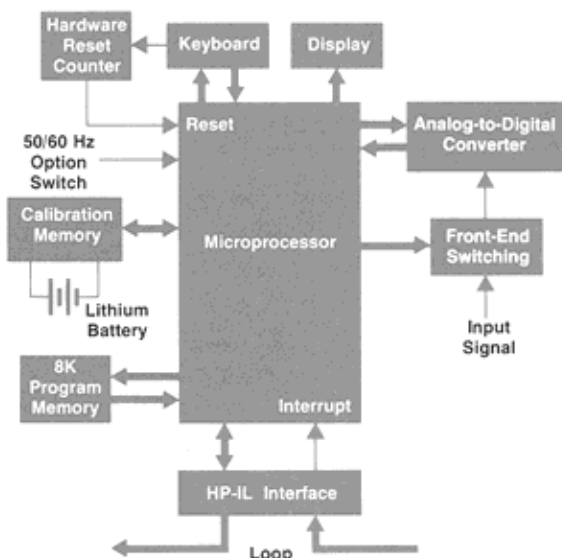 Hardware
Reset
Counter
Keyboard
Display
Reset
Analog-to-Digital
Converter
50/60 Hz
Option
Switch
Calibration
Memory
Microprocessor
Front-End
Switching
Lithium
Battery
Input
Signal
8K
Program
Memory
Interrupt
HP-IL Interface
Loop